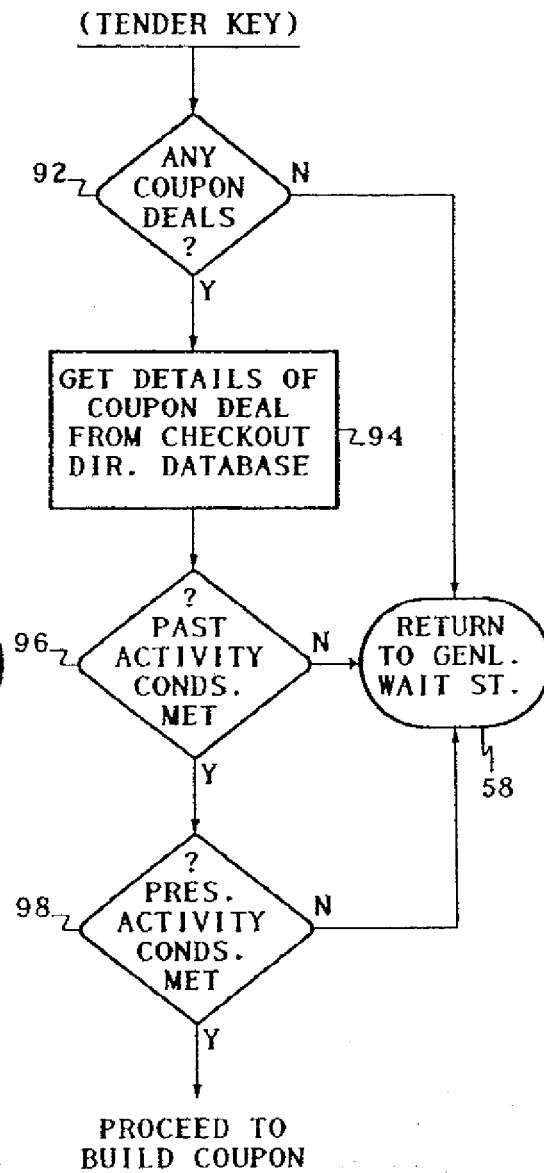 (TENDER KEY)
92
ANY
COUPON
DEALS
?
N
Y
GET DETAILS OF
COUPON DEAL
FROM CHECKOUT
DIR. DATABASE
94
96
?
PAST
ACTIVITY
CONDS.
MET
N
Y
RETURN
TO GENL.
WAIT ST.
58
98
?
PRES.
ACTIVITY
CONDS.
MET
N
Y
PROCEED TO
BUILD COUPON